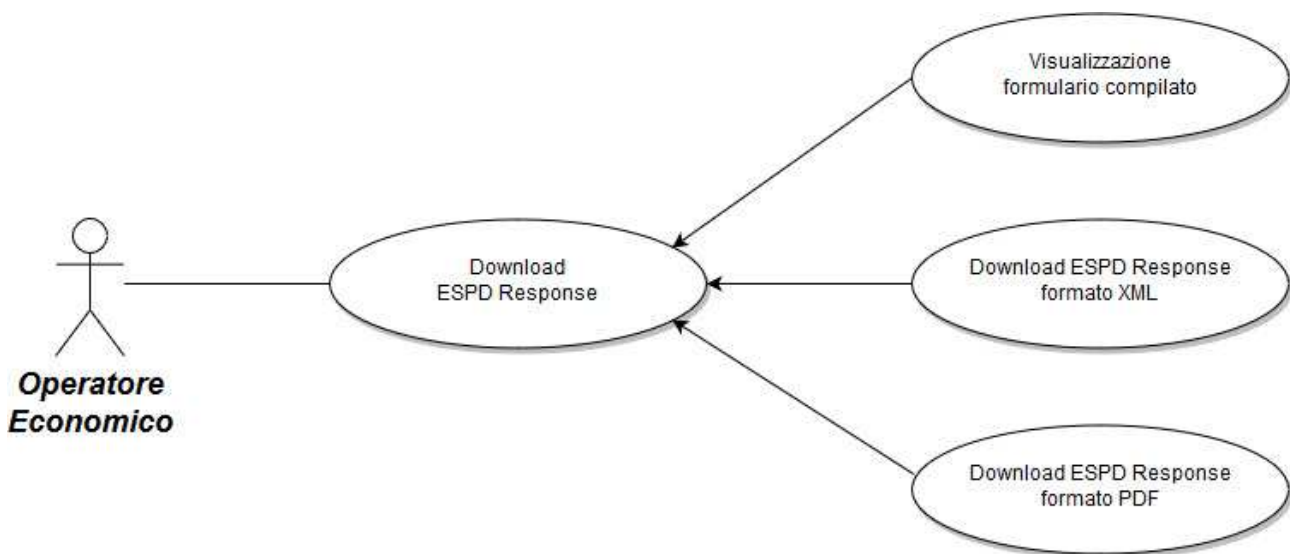 Visualizzazione
formulario compilato
Download
ESPD Response
Download ESPD Response
formato XML
Operatore
Economico
Download ESPD Response
formato PDF